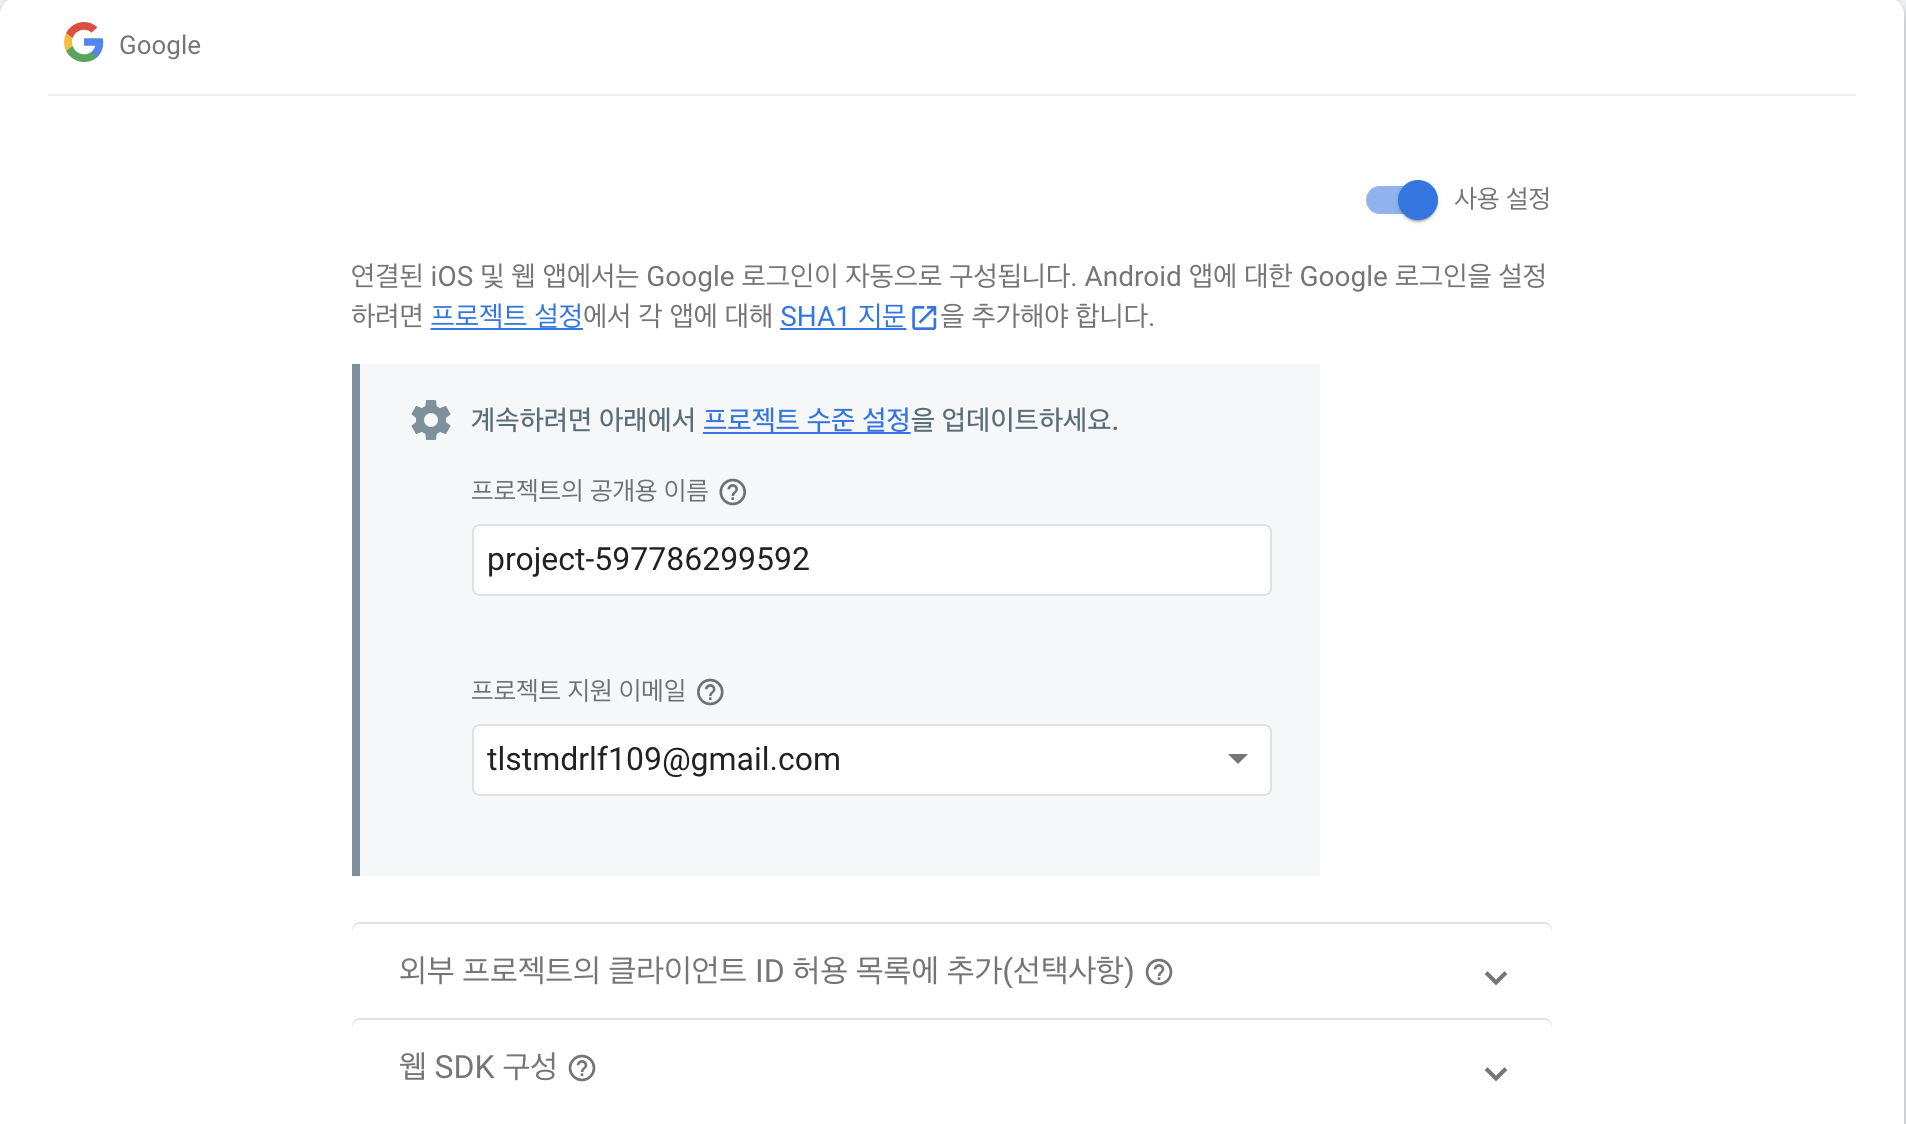 Google
사용 설정
연결된 iOS 및 웹 앱에서는 Google 로그인이 자동으로 구성됩니다. Android 앱에 대한 Google 로그인을 설정
하려면 프로젝트 설정에서 각 앱에 대해 SHA1 지문을 추가해야 합니다.
계속하려면 아래에서 프로젝트 수준 설정을 업데이트하세요.
프로젝트의 공개용 이름
project-597786299592
프로젝트 지원 이메일
tlstmdrlf109@gmail.com
외부 프로젝트의 클라이언트 ID 허용 목록에 추가(선택사항)
웹 SDK 구성